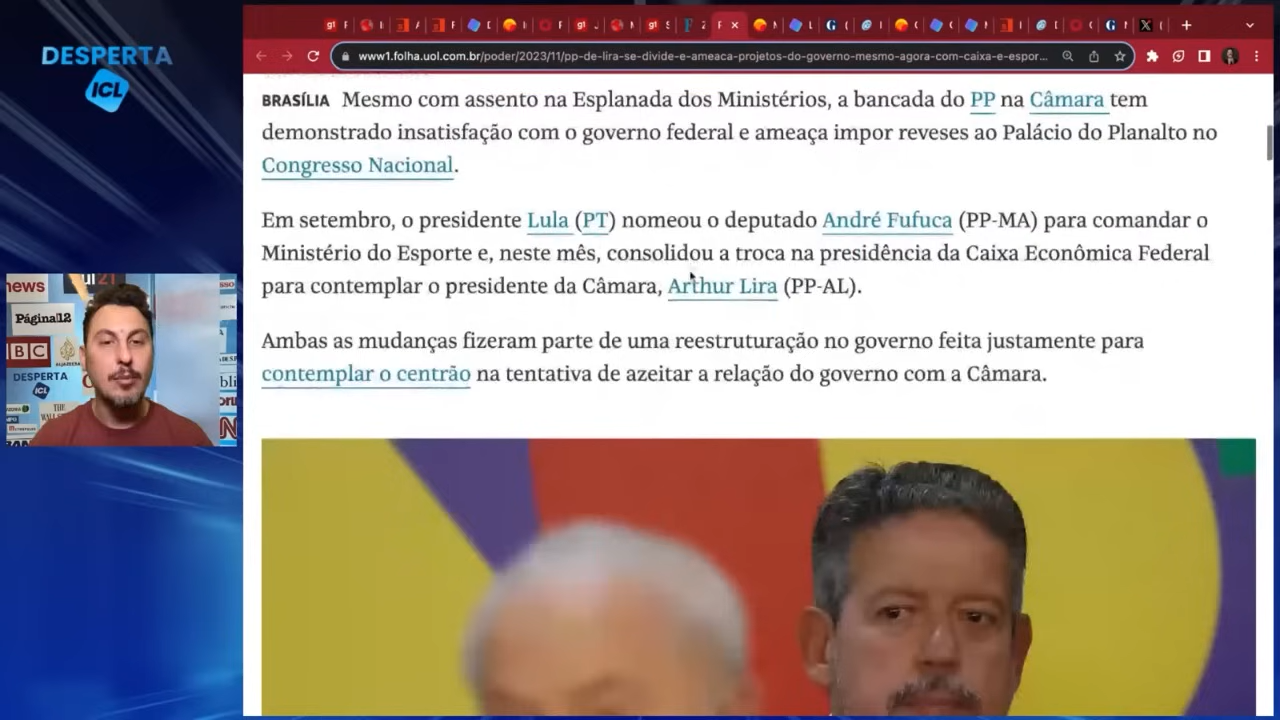 DESPERTA
ICL
www1.folha.uol.com.br/poder/2023/11/pp-de-lira-se-divide-e-ameaca-projetos-do-governo-mesmo-agora-com-caixa-e-espor...
BRASÍLIA Mesmo com assento na Esplanada dos Ministérios, a bancada do PP na Câmara tem
demonstrado insatisfação com o governo federal e ameaça impor reveses ao Palácio do Planalto no
Congresso Nacional.
Em setembro, o presidente Lula (PT) nomeou o deputado André Fufuca (PP-MA) para comandar o
Ministério do Esporte e, neste mês, consolidou a troca na presidência da Caixa Econômica Federal
para contemplar o presidente da Câmara, Arthur Lira (PP-AL).
Ambas as mudanças fizeram parte de uma reestruturação no governo feita justamente para
contemplar o centrão na tentativa de azeitar a relação do governo com a Câmara.
news
Página12
BC
DESPERTA
ICL
THE